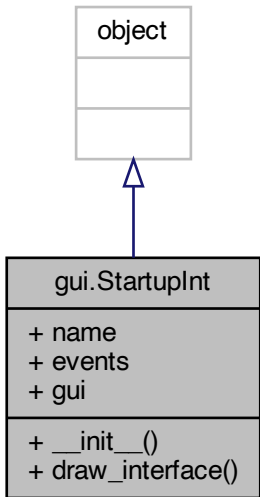 object
gui.StartupInt
+ name
+ events
+ gui
+ __init__()
+ draw_interface()